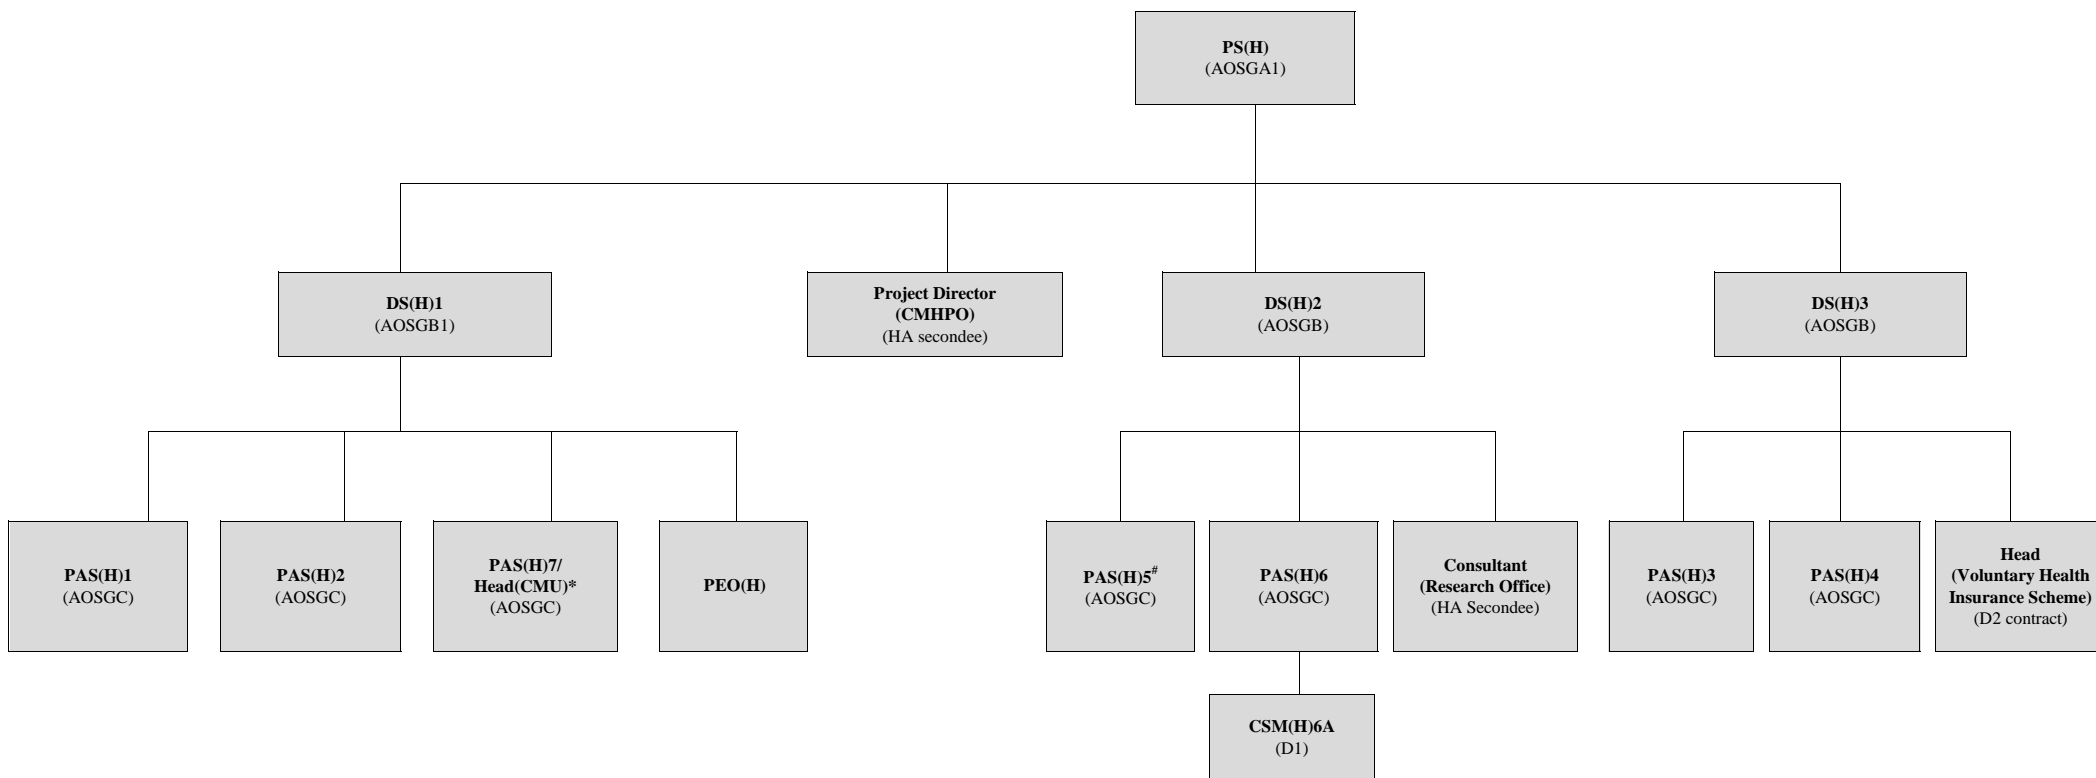 PS(H)
(AOSGA1)
DS(H)1
(AOSGB1)
Project Director
(CMHPO)
(HA secondee)
DS(H)2
(AOSGB)
DS(H)3
(AOSGB)
PAS(H)1
(AOSGC)
PAS(H)2
(AOSGC)
PAS(H)7/
Head(CMU)*
(AOSGC)
PEO(H)
PAS(H)5#
(AOSGC)
PAS(H)6
(AOSGC)
Consultant
(Research Office)
(HA Secondee)
PAS(H)3
(AOSGC)
PAS(H)4
(AOSGC)
Head
(Voluntary Health
Insurance Scheme)
(D2 contract)
CSM(H)6A
(D1)